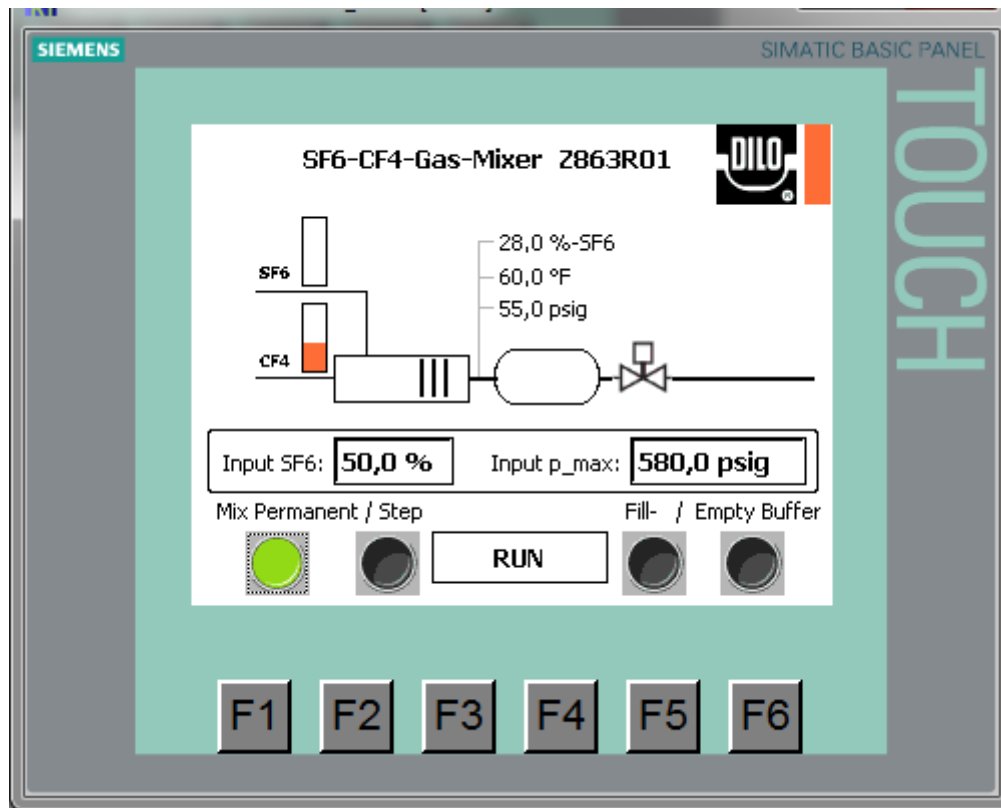 SIEMENS
SIMATIC BASIC PANEL
TOUCH
SF6-CF4-Gas-Mixer Z863R01
DILO
®
28,0 %-SF6
SF6
60,0 °F
55,0 psig
CF4
Input SF6: 50,0 % Input p_max: 580,0 psig
Mix Permanent / Step Fill- / Empty Buffer
RUN
F1 F2 F3 F4 F5 F6